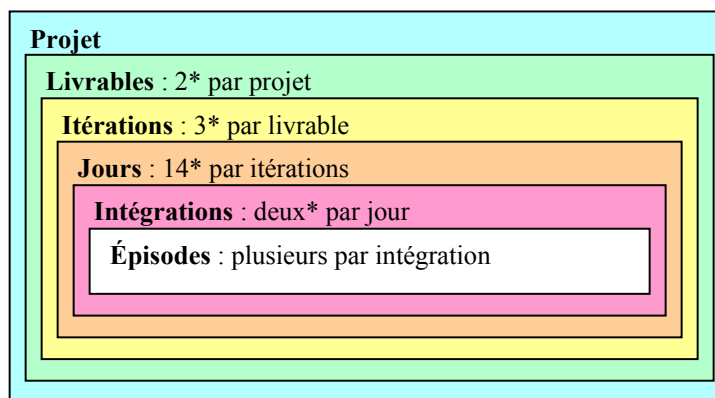 Projet
Livrables : 2* par projet
Itérations : 3* par livrable
Jours : 14* par itérations
Intégrations : deux* par jour
Épisodes : plusieurs par intégration